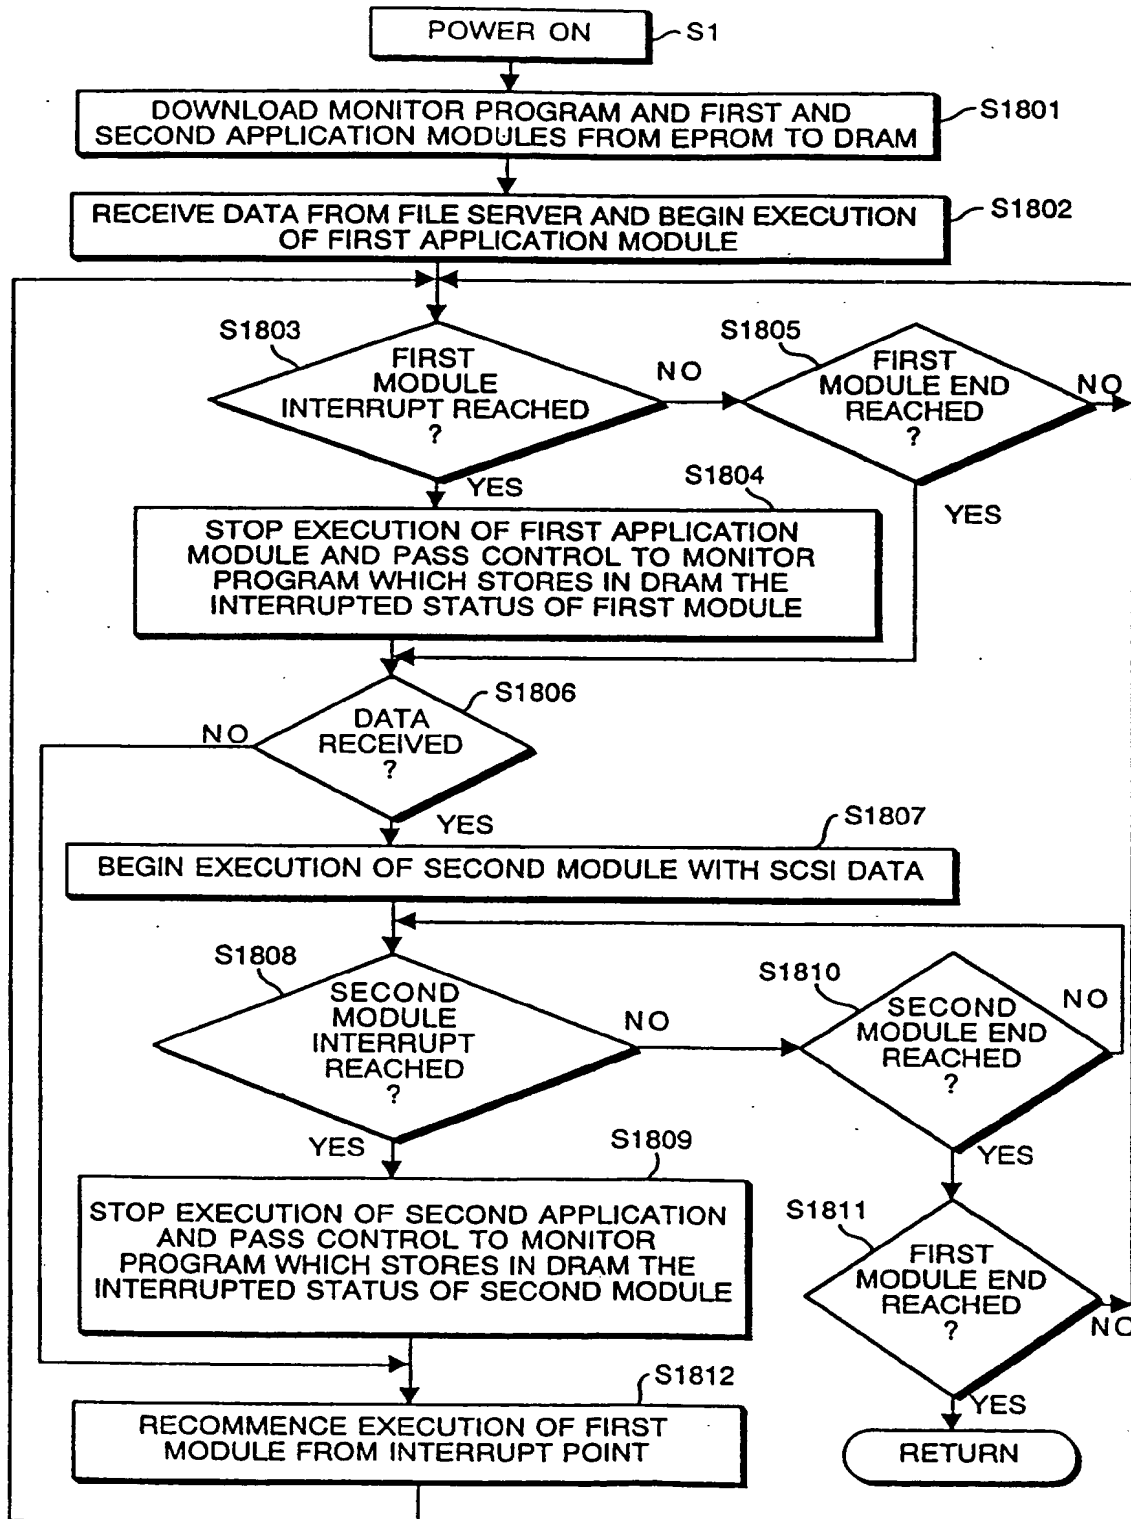 POWER ON
S1
DOWNLOAD MONITOR PROGRAM AND FIRST AND
SECOND APPLICATION MODULES FROM EPROM TO DRAM
S1801
RECEIVE DATA FROM FILE SERVER AND BEGIN EXECUTION
OF FIRST APPLICATION MODULE
S1802
S1803
FIRST
MODULE
INTERRUPT REACHED
?
NO
YES
S1805
FIRST
MODULE END
REACHED
?
NO
YES
S1804
STOP EXECUTION OF FIRST APPLICATION
MODULE AND PASS CONTROL TO MONITOR
PROGRAM WHICH STORES IN DRAM THE
INTERRUPTED STATUS OF FIRST MODULE
S1806
DATA
RECEIVED
?
NO
YES
S1807
BEGIN EXECUTION OF SECOND MODULE WITH SCSI DATA
S1808
SECOND
MODULE
INTERRUPT
REACHED
?
NO
YES
S1810
SECOND
MODULE END
REACHED
?
NO
YES
S1809
STOP EXECUTION OF SECOND APPLICATION
AND PASS CONTROL TO MONITOR
PROGRAM WHICH STORES IN DRAM THE
INTERRUPTED STATUS OF SECOND MODULE
S1811
FIRST
MODULE END
REACHED
?
NO
YES
S1812
RECOMMENCE EXECUTION OF FIRST
MODULE FROM INTERRUPT POINT
RETURN